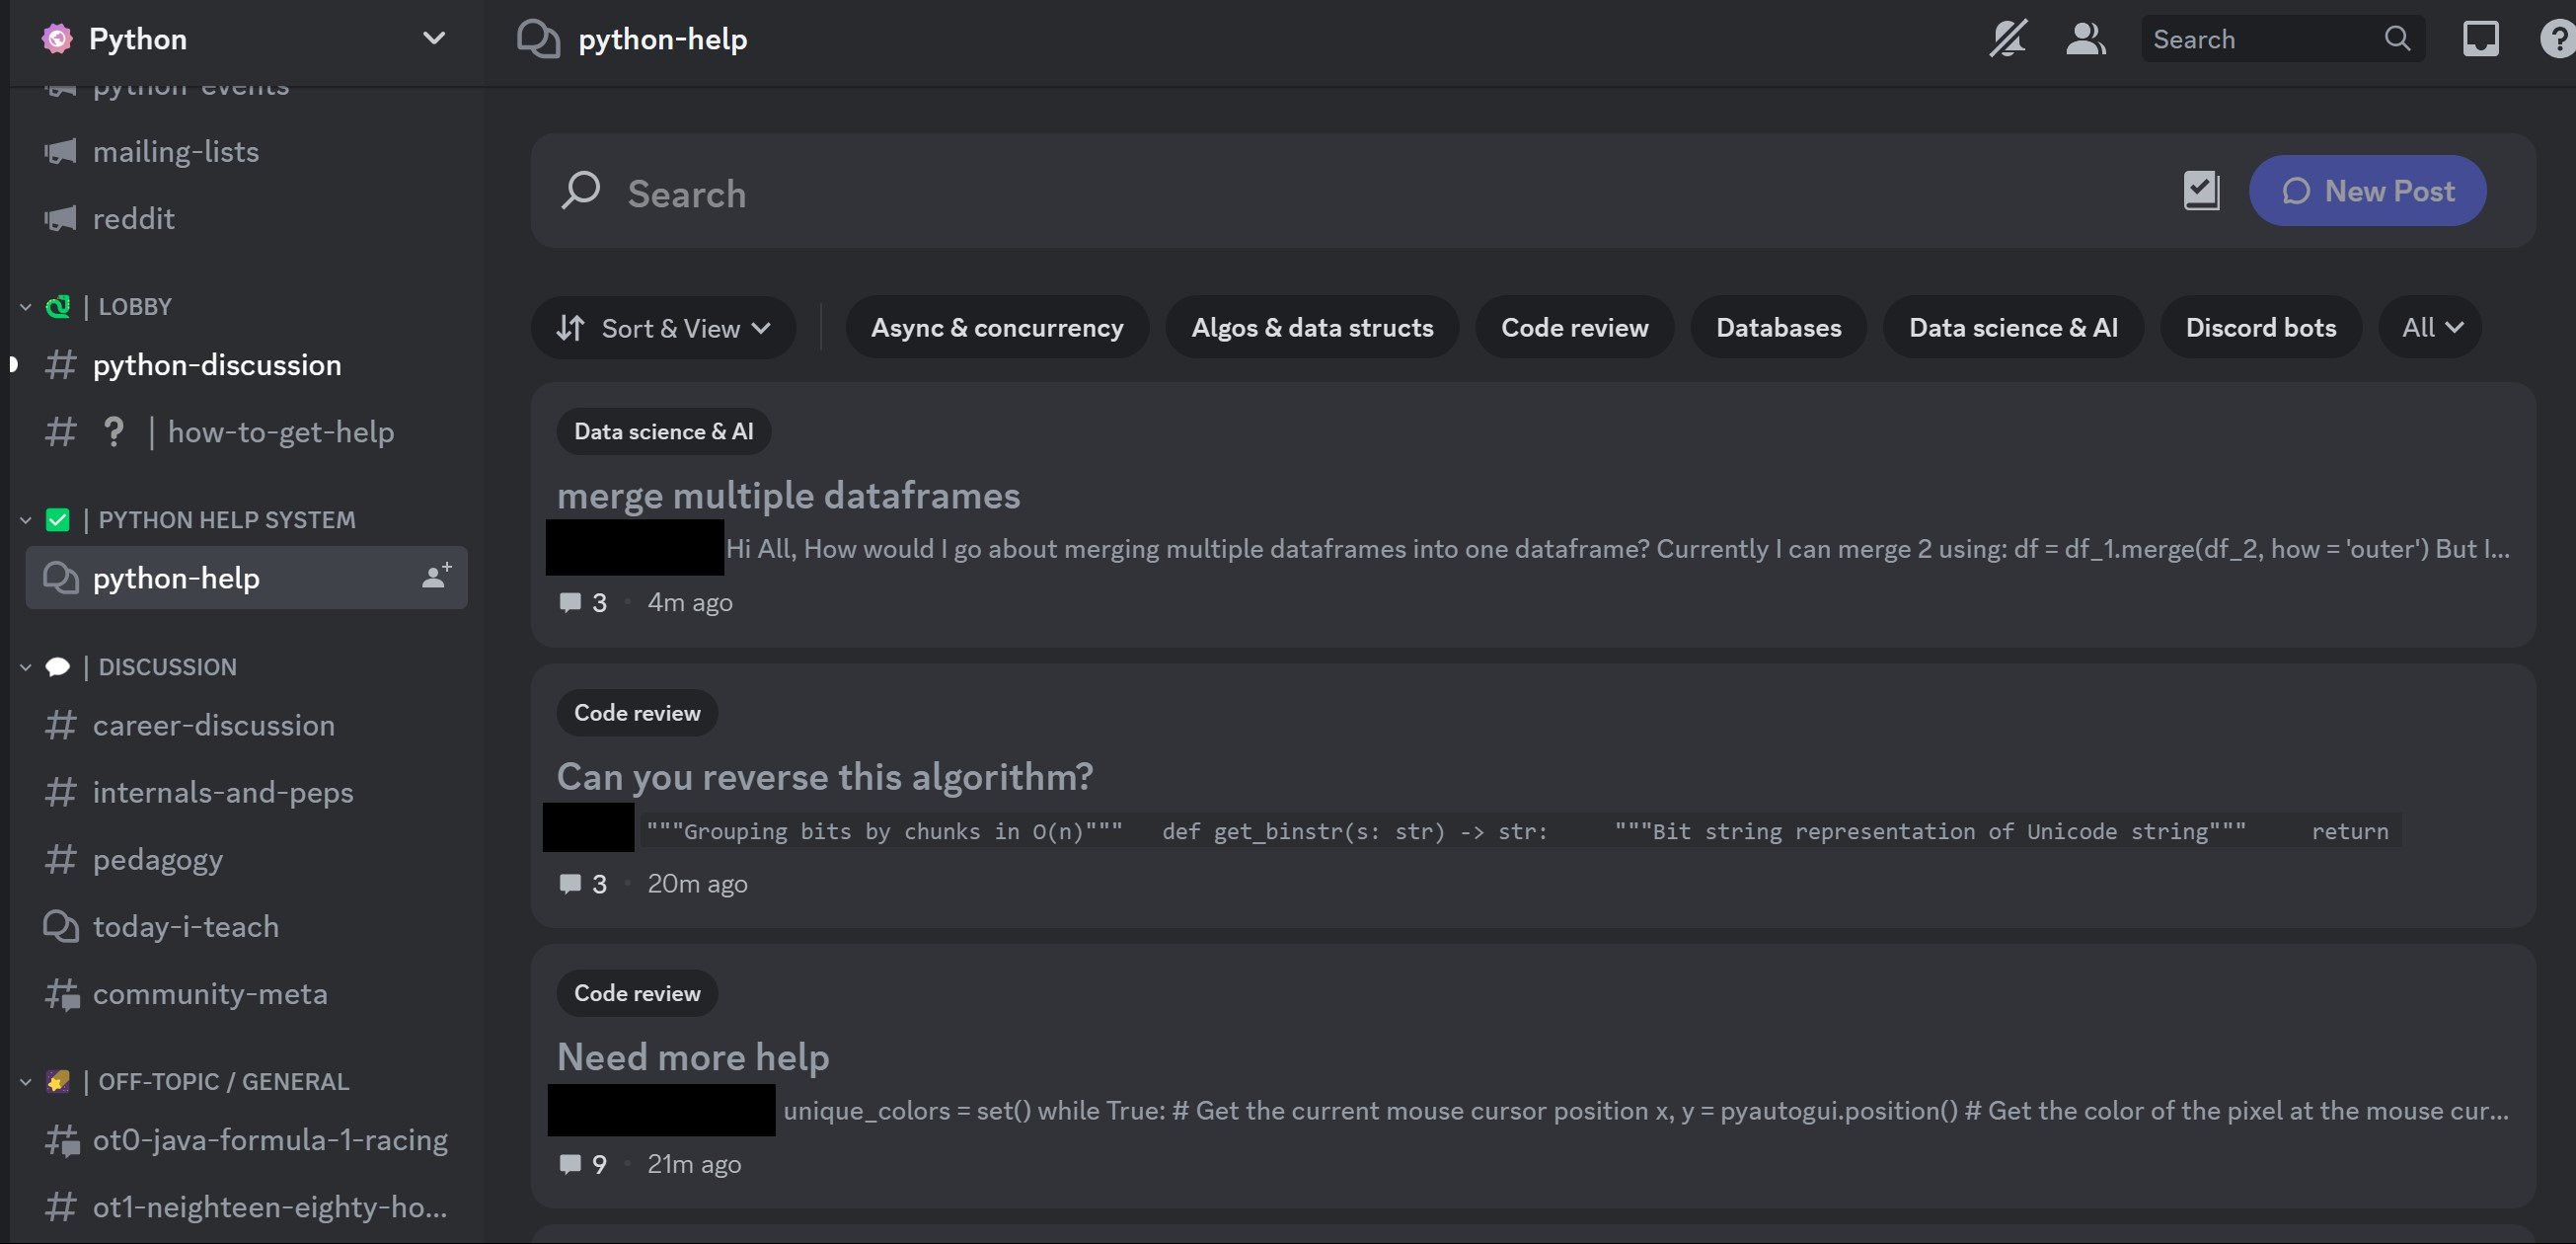 Python
python-events
mailing-lists
reddit
| LOBBY
# python-discussion
# ? | how-to-get-help
| PYTHON HELP SYSTEM
python-help
| DISCUSSION
# career-discussion
# internals-and-peps
# pedagogy
today-i-teach
# community-meta
| OFF-TOPIC / GENERAL
# ot0-java-formula-1-racing
# ot1-neighteen-eighty-ho...
python-help
Search
Search
New Post
Sort & View
Async & concurrency
Algos & data structs
Code review
Databases
Data science & AI
Discord bots
All
Data science & AI
merge multiple dataframes
Hi All, How would I go about merging multiple dataframes into one dataframe? Currently I can merge 2 using: df = df_1.merge(df_2, how = 'outer') But I...
3 • 4m ago
Code review
Can you reverse this algorithm?
"""Grouping bits by chunks in O(n)""" def get_binstr(s: str) -> str: """Bit string representation of Unicode string""" return
3 • 20m ago
Code review
Need more help
unique_colors = set() while True: # Get the current mouse cursor position x, y = pyautogui.position() # Get the color of the pixel at the mouse cur...
9 • 21m ago